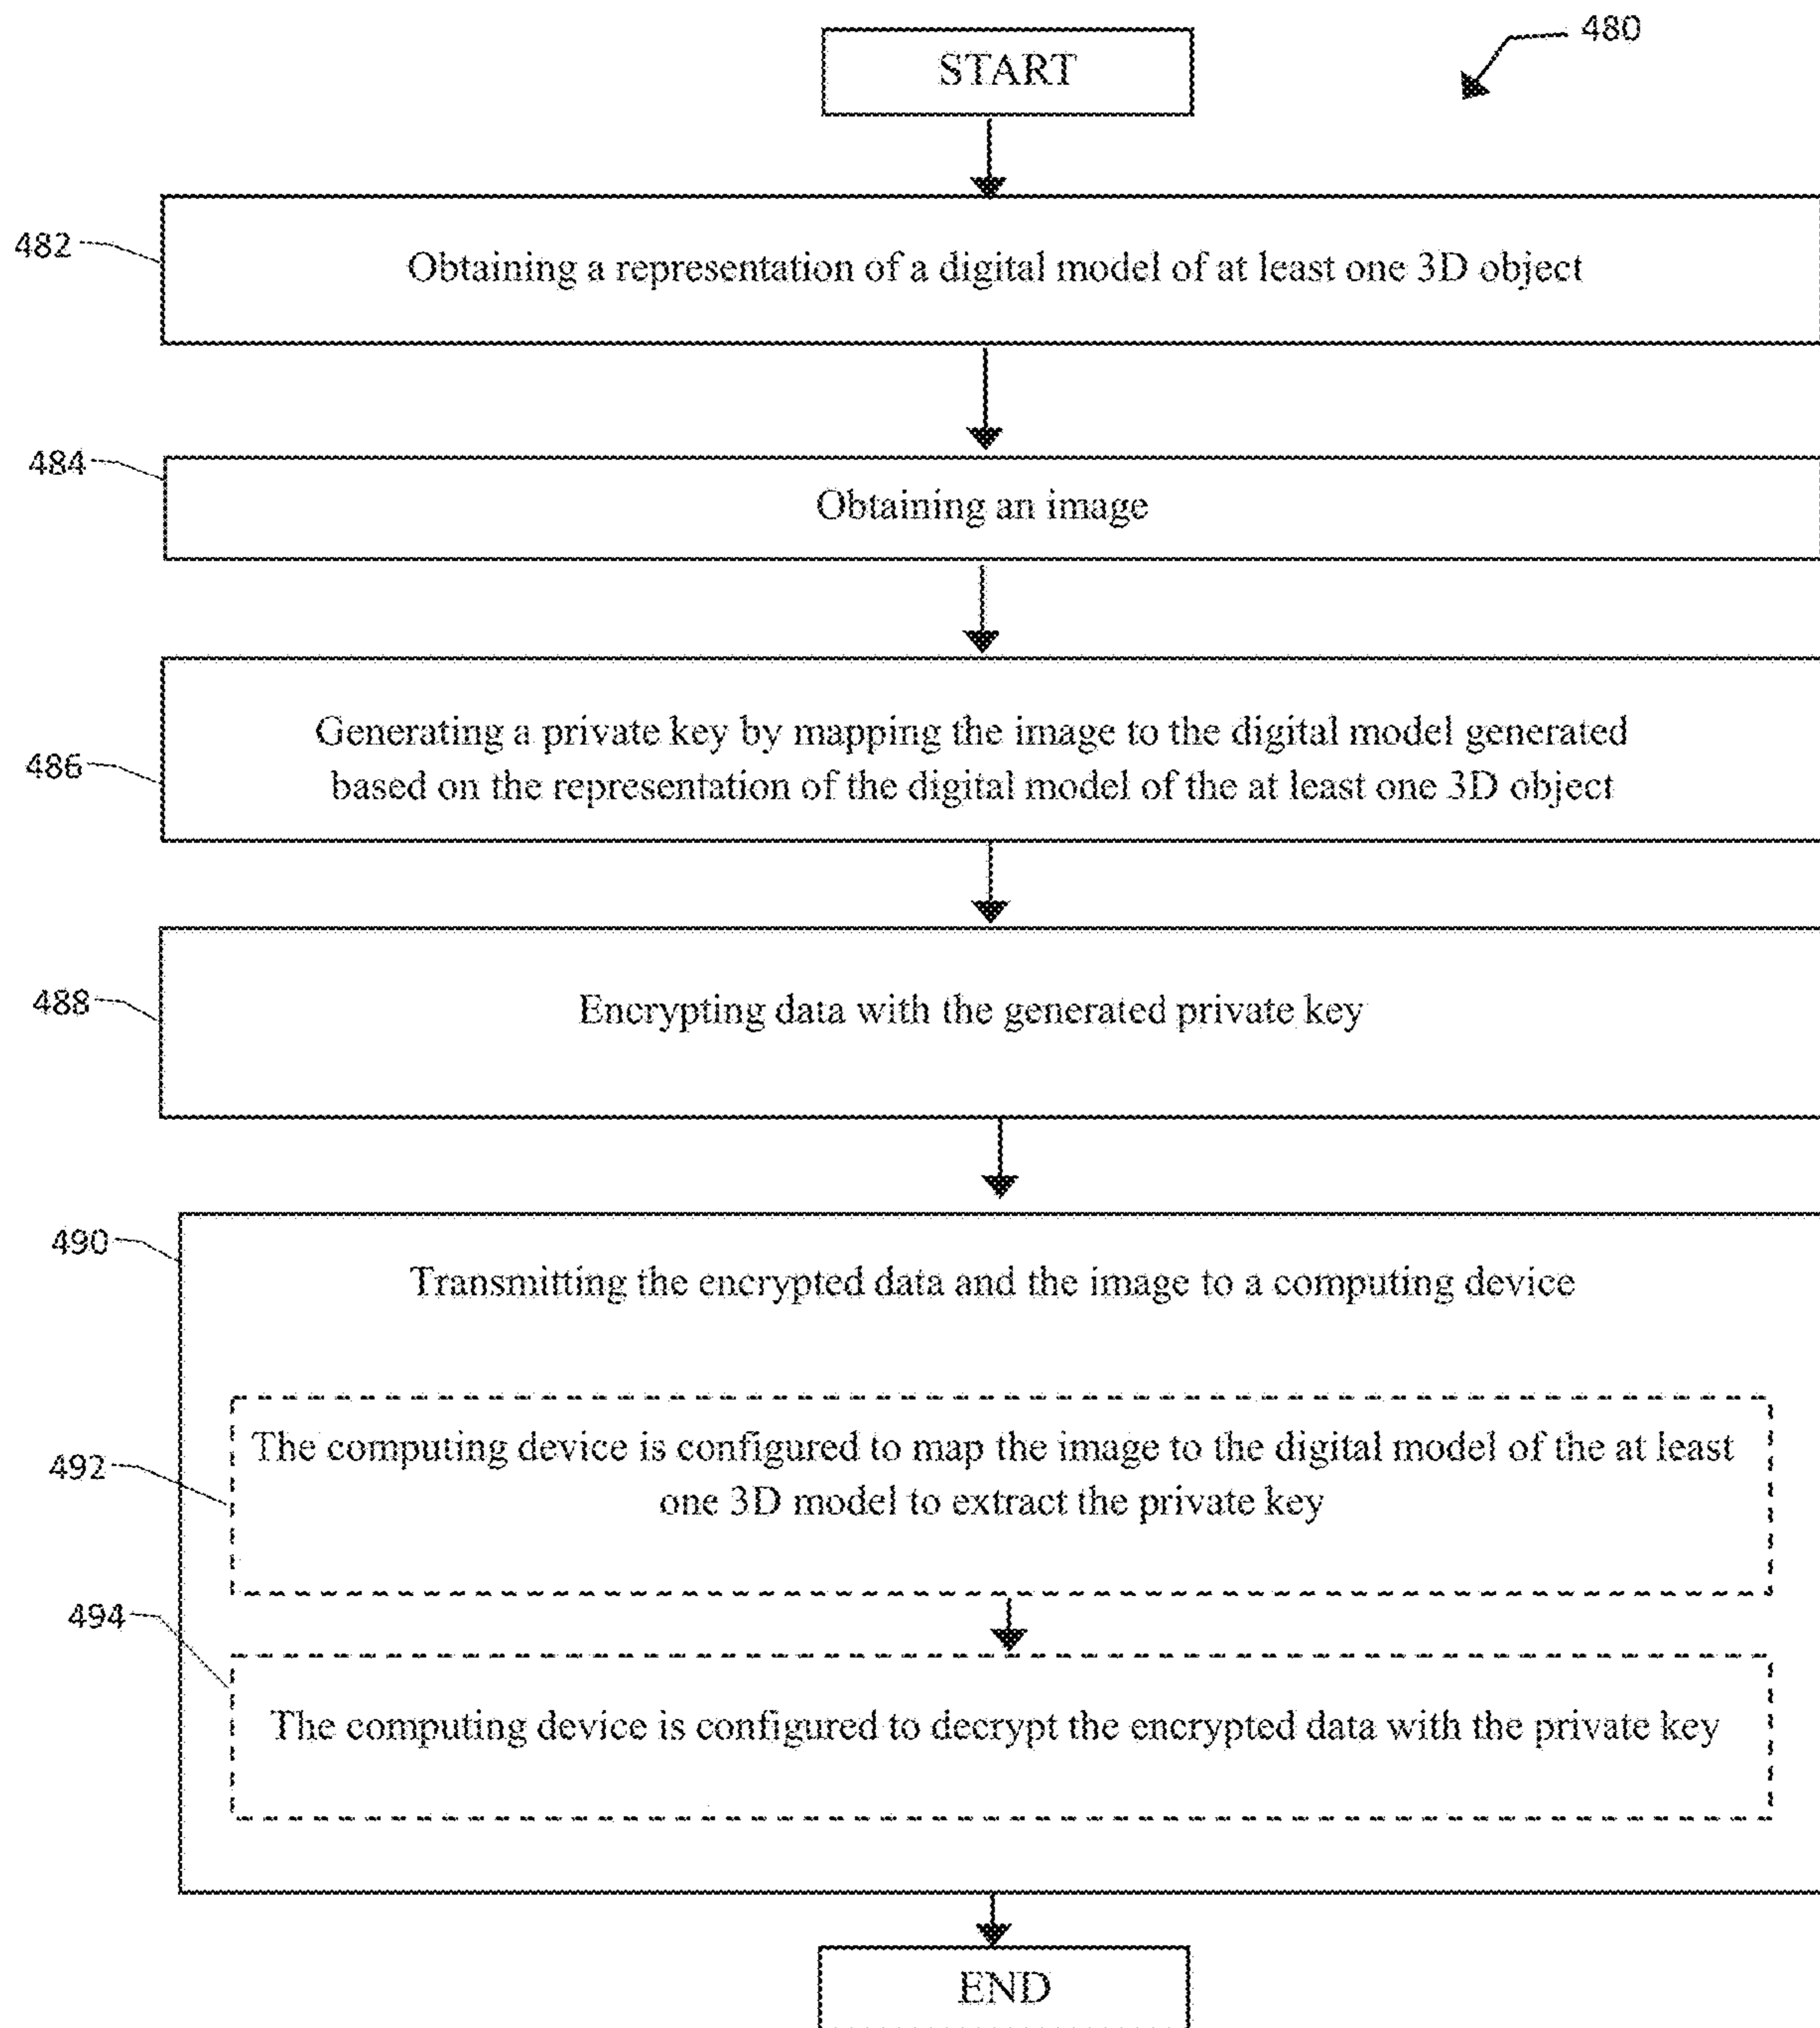 480
START
482
Obtaining a representation of a digital model of at least one 3D object
484
Obtaining an image
486
Generating a private key by mapping the image to the digital model generated
based on the representation of the digital model of the at least one 3D object
488
Encrypting data with the generated private key
490
Transmitting the encrypted data and the image to a computing device
492
The computing device is configured to map the image to the digital model of the at least
one 3D model to extract the private key
494
The computing device is configured to decrypt the encrypted data with the private key
END